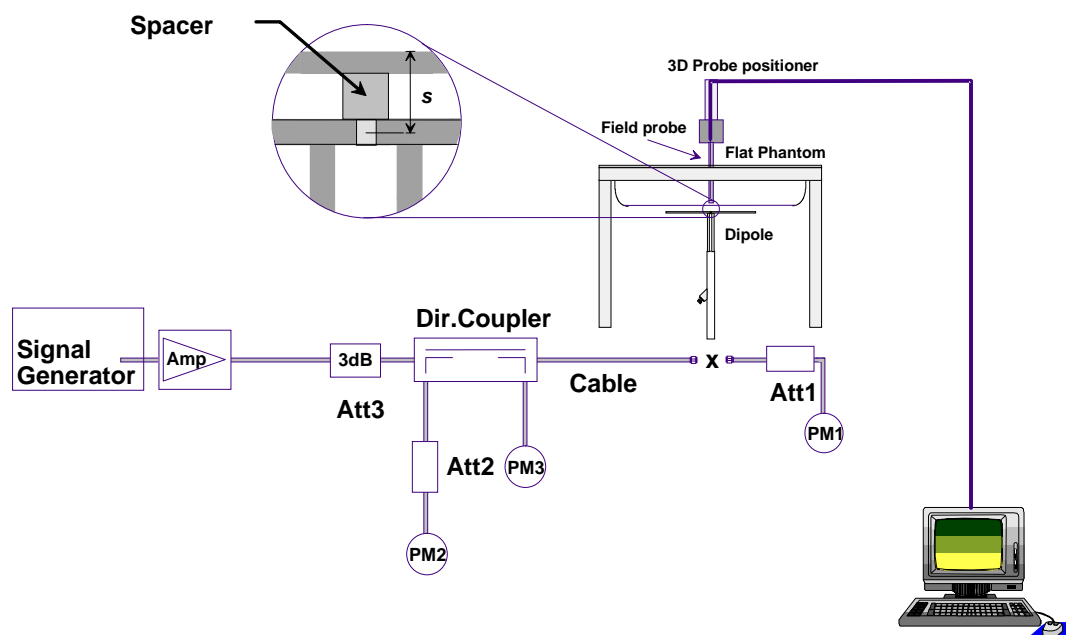 Spacer
s
3D Probe positioner
Field probe
Flat Phantom
Dipole
Dir.Coupler
Signal
Generator
Amp
3dB
Att3
Cable
x
Att1
PM1
Att2
PM3
PM2